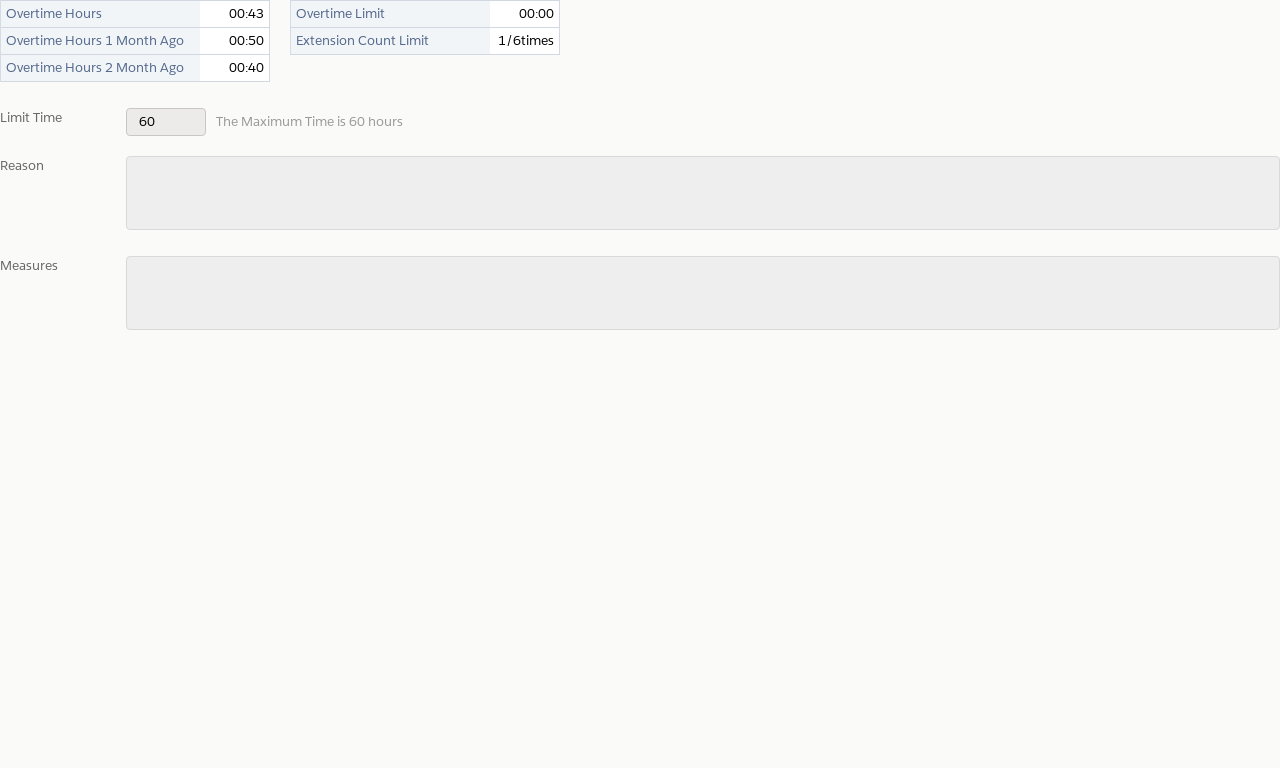 Overtime Hours 00:43
Overtime Hours 1 Month Ago 00:50
Overtime Hours 2 Month Ago 00:40
Overtime Limit 00:00
Extension Count Limit 1/6times
Limit Time 60 The Maximum Time is 60 hours
Reason
Measures